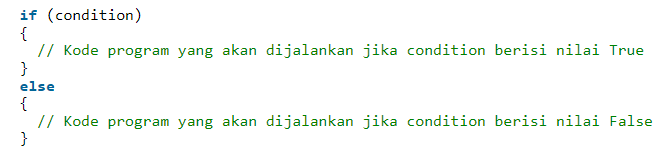 if (condition)
{
  // Kode program yang akan dijalankan jika condition berisi nilai True
}
else
{
  // Kode program yang akan dijalankan jika condition berisi nilai False
}